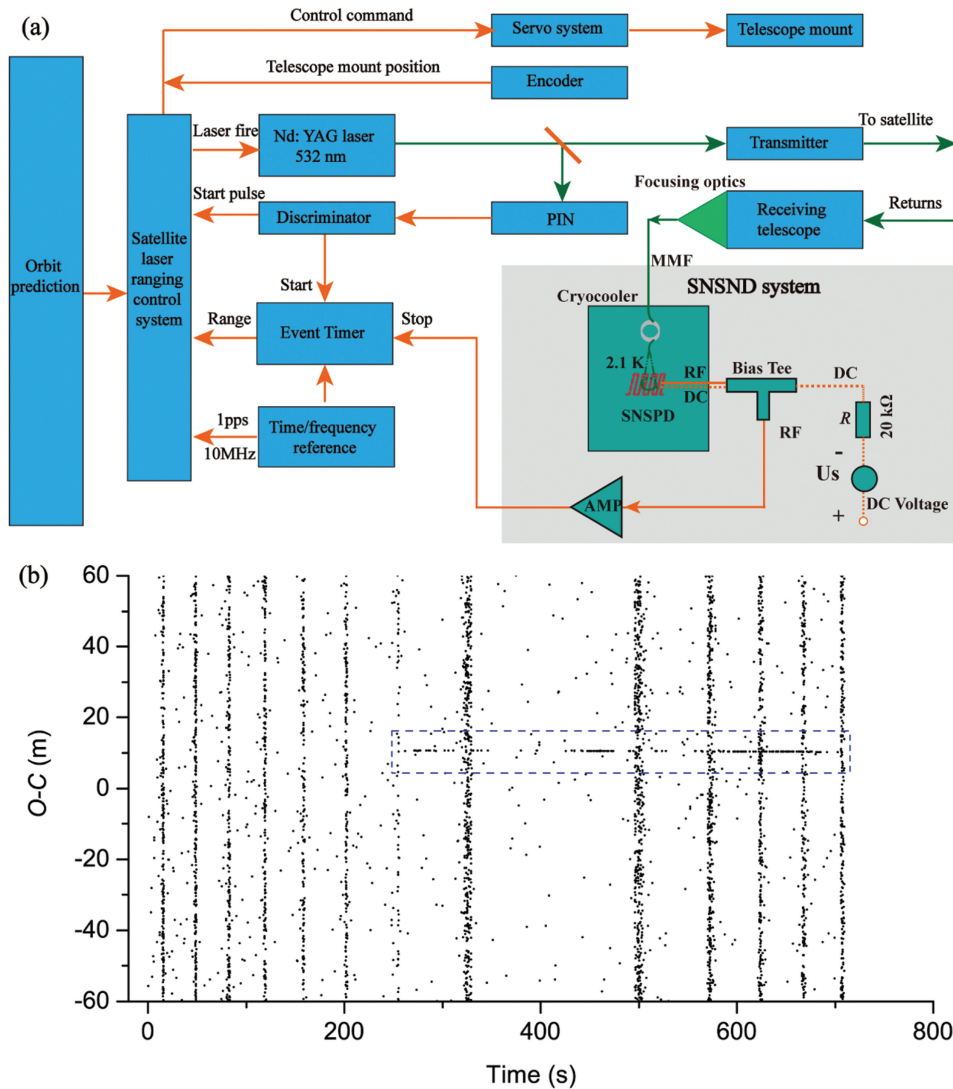 (a)
Control command
Servo system
Telescope mount
Telescope mount position
Encoder
Laser fire
Nd: YAG laser
532 nm
Transmitter
To satellite
Focusing optics
Start pulse
Discriminator
PIN
Receiving
telescope
Returns
Orbit
prediction
Satellite
laser
ranging
control
system
MMF
SNSND system
Start
Cryocooler
Range
Event Timer
Stop
2.1 K
RF
DC
Bias Tee
DC
SNSPD
RF
R
20 kΩ
1pps
10MHz
Time/frequency
reference
-
Us
DC Voltage
+
AMP
(b)
60
40
20
0
-20
-40
-60
O-C (m)
0
200
400
600
800
Time (s)